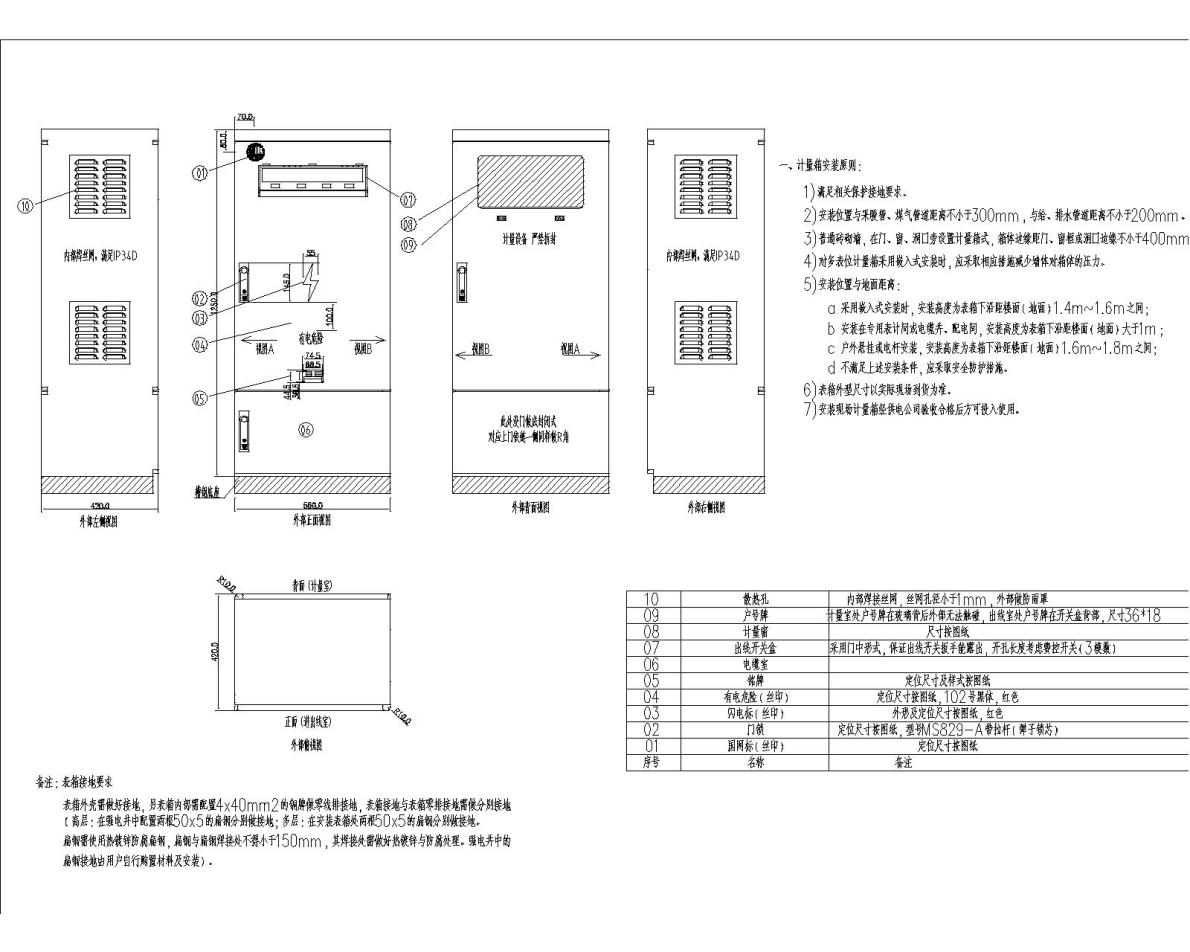 70.0
60.0
01
10
07
08
09
计量设备 严禁拆封
内部焊丝网，满足IP34D
内部焊丝网，满足IP34D
55
148.0
02
1250.0
03
100.0
04
有电危险
视图A
视图B
视图B
视图A
74.5
68.5
05
44.5
06
此处没门做成封闭式
对应上门做缝一侧同样做R角
槽钢底座
420.0
560.0
外部左侧视图
外部正面视图
外部背面视图
外部右侧视图
一、计量箱安装原则：
1）满足相关保护接地要求。
2）安装位置与采暖管、煤气管道距离不小于300mm，与给、排水管道距离不小于200mm。
3）普通砖砌墙，在门、窗、洞口旁设置计量箱式，箱体边缘距门、窗框或洞口边缘不小于400mm
4）对多表位计量箱采用嵌入式安装时，应采取相应措施减少墙体对箱体的压力。
5）安装位置与地面距离：
a 采用嵌入式安装时，安装高度为表箱下沿距楼面（地面）1.4m~1.6m之间；
b 安装在专用表计间或电缆井、配电间，安装高度为表箱下沿距楼面（地面）大于1m；
c 户外悬挂或电杆安装，安装高度为表箱下沿距楼面（地面）1.6m~1.8m之间；
d 不满足上述安装条件，应采取安全防护措施。
6）表箱外型尺寸以实际现场到货为准。
7）安装现场计量箱经供电公司验收合格后方可接入使用。
R10.0
背面（计量室）
420.0
R10.0
正面（进出线室）
外部俯视图
10 散热孔 内部焊接丝网，丝网孔径小于1mm，外部做防雨罩
09 户号牌 计量室处户号牌在玻璃背后外部无法触碰，出线室处户号牌在开关盒背部，尺寸36*18
08 计量窗 尺寸按图纸
07 出线开关盒 采用门中形式，保证出线开关扳手能露出，开孔长度考虑费控开关（3模数）
06 电缆室
05 铭牌 定位尺寸及样式按图纸
04 有电危险（丝印） 定位尺寸按图纸，102号黑体，红色
03 闪电标（丝印） 外形及定位尺寸按图纸，红色
02 门锁 定位尺寸按图纸，型号MS829-A带拉杆（弹子锁芯）
01 国网标（丝印） 定位尺寸按图纸
序号 名称 备注
备注：表箱接地要求
表箱外壳需做好接地，另表箱内部需配置4x40mm2的铜牌做零线排接地，表箱接地与表箱零排接地需做分别接地
（高层：在强电井中配置两根50x5的扁钢分别做接地；多层：在安装表箱处两根50x5的扁钢分别做接地。
扁钢需使用热镀锌防腐扁钢，扁钢与扁钢焊接处不得小于150mm，其焊接处需做好热镀锌与防腐处理。强电井中的
扁钢接地由用户自行购置材料及安装）。